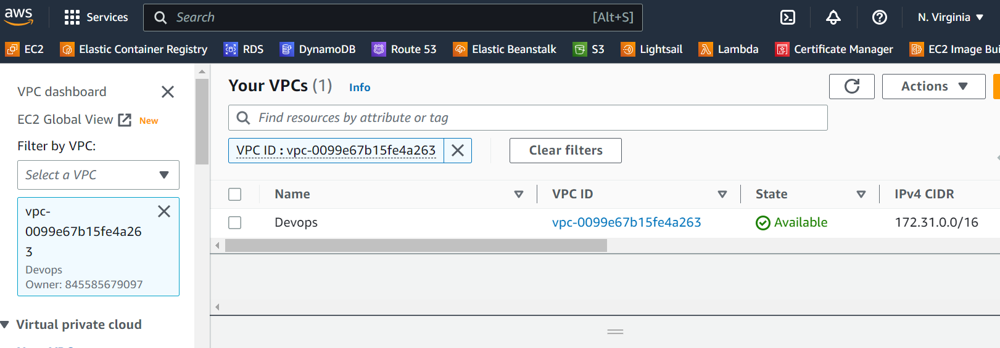 aws
Services
Search
[Alt+S]
N. Virginia
EC2
Elastic Container Registry
RDS
DynamoDB
Route 53
Elastic Beanstalk
S3
Lightsail
Lambda
Certificate Manager
EC2 Image Bui
VPC dashboard
EC2 Global View New
Filter by VPC:
Select a VPC
vpc-
0099e67b15fe4a26
3
Devops
Owner: 845585679097
Virtual private cloud
Your VPCs (1) Info
Actions
Find resources by attribute or tag
VPC ID : vpc-0099e67b15fe4a263
Clear filters
Name VPC ID State IPv4 CIDR
Devops vpc-0099e67b15fe4a263 Available 172.31.0.0/16